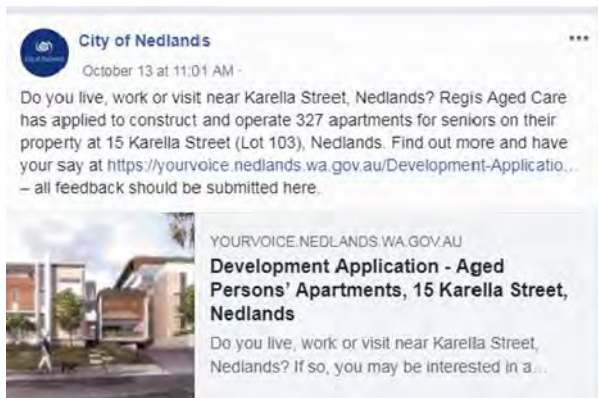 City of Nedlands
October 13 at 11:01 AM ·
Do you live, work or visit near Karella Street, Nedlands? Regis Aged Care
has applied to construct and operate 327 apartments for seniors on their
property at 15 Karella Street (Lot 103), Nedlands. Find out more and have
your say at https://yourvoice.nedlands.wa.gov.au/Development-Applicatio...
– all feedback should be submitted here.
YOURVOICE.NEDLANDS.WA.GOV.AU
Development Application - Aged
Persons' Apartments, 15 Karella Street,
Nedlands
Do you live, work or visit near Karella Street,
Nedlands? If so, you may be interested in a...